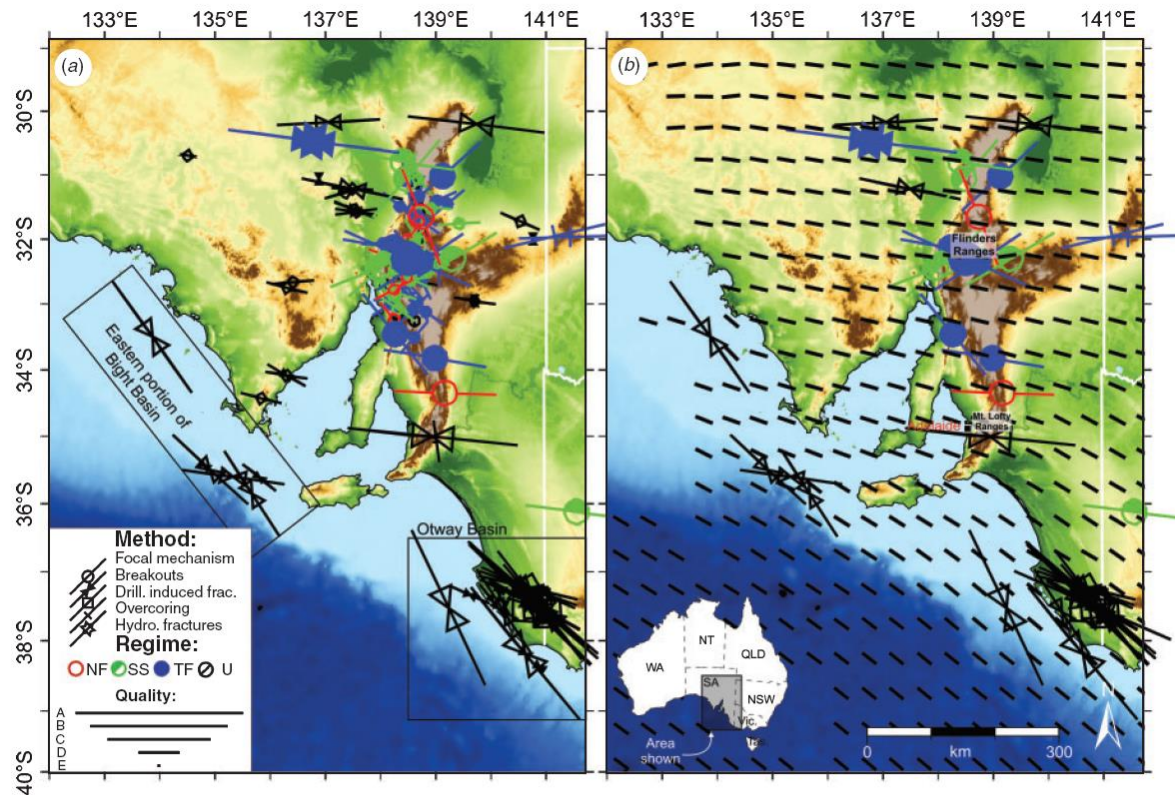 133°E 135°E 137°E 139°E 141°E 133°E 135°E 137°E 139°E 141°E
(a)
(b)
30°S
32°S
34°S
36°S
38°S
40°S
Eastern portion of
Bight Basin
Otway Basin
Method:
Focal mechanism
Breakouts
Drill. induced frac.
Overcoring
Hydro. fractures
Regime:
NF SS TF U
Quality:
A
B
C
D
E
Flinders
Ranges
Adelaide
Mt. Lofty
Ranges
WA
NT
QLD
SA
NSW
Vic.
Tas.
Area
shown
N
0 km 300